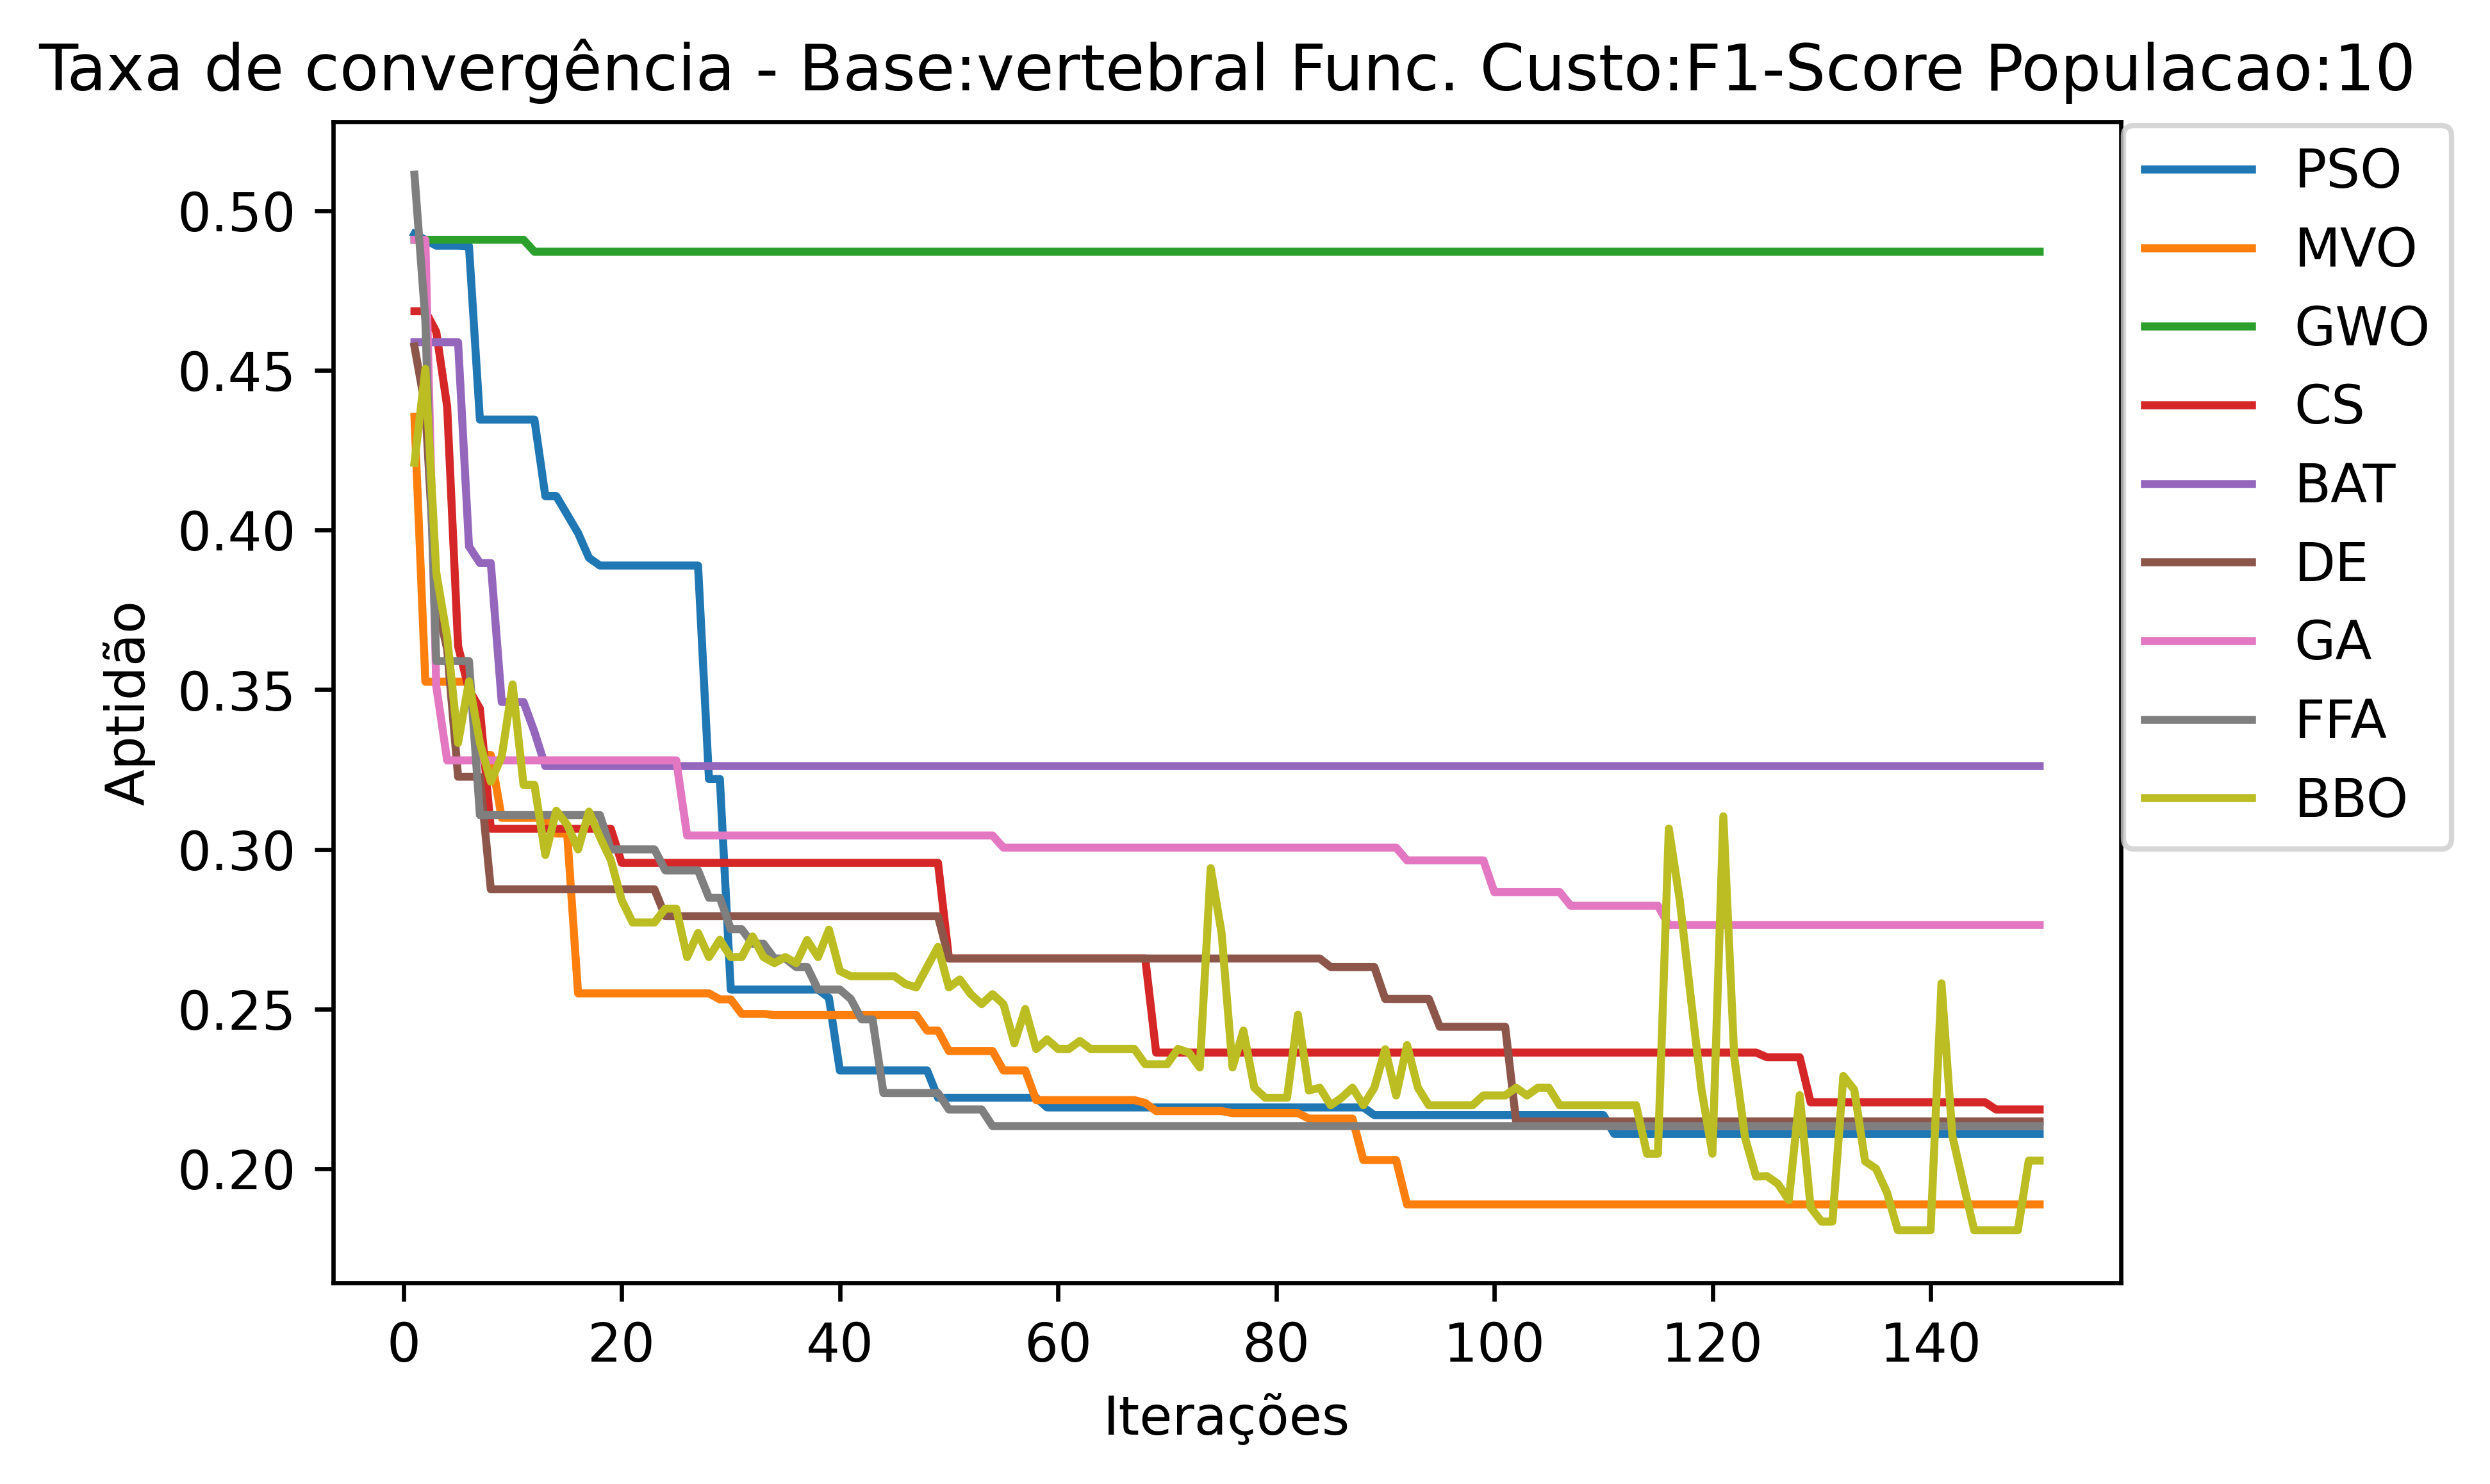 Taxa de convergência - Base:vertebral Func. Custo:F1-Score Populacao:10
PSO
MVO
GWO
CS
BAT
DE
GA
FFA
BBO
Aptidão
0.50
0.45
0.40
0.35
0.30
0.25
0.20
0
20
40
60
80
100
120
140
Iterações